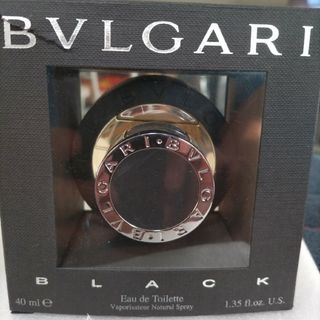 BVLGARI
BVLGARI•BVLGARI•
BLACK
40 ml e
Eau de Toilette
Vaporisateur Natural Spray
1.35 fl. oz. U.S.